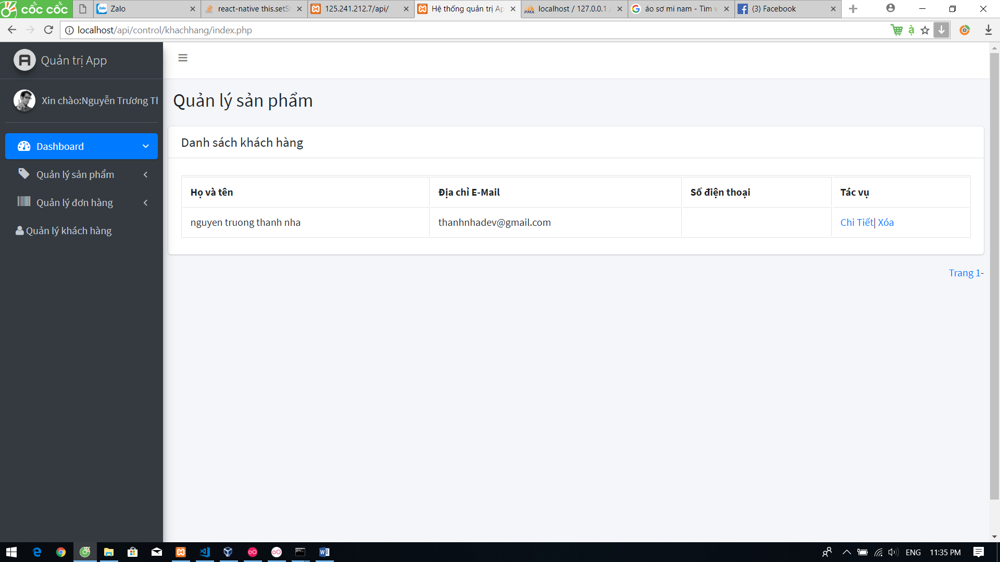 cốc cốc
Zalo
react-native this.setSt
125.241.212.7/api/
Hệ thống quản trị Ap
localhost / 127.0.0.1 /
áo sơ mi nam - Tìm v
(3) Facebook
localhost/api/control/khachhang/index.php
Quản trị App
Xin chào:Nguyễn Trương Th
Dashboard
Quản lý sản phẩm
Quản lý đơn hàng
Quản lý khách hàng
Quản lý sản phẩm
Danh sách khách hàng
Họ và tên Địa chỉ E-Mail Số điện thoại Tác vụ
nguyen truong thanh nha thanhnhadev@gmail.com Chi Tiết| Xóa
Trang 1-
ENG 11:35 PM